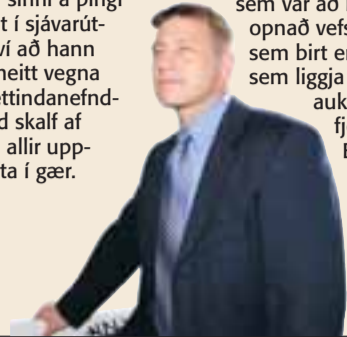 sinni á þingi
t í sjávarút-
ví að hann
neitt vegna
ttindanefnd-
d skalf af
allir upp-
ta í gær.
sem var að
opnað vefs
sem birt er
sem liggja
auk
fj